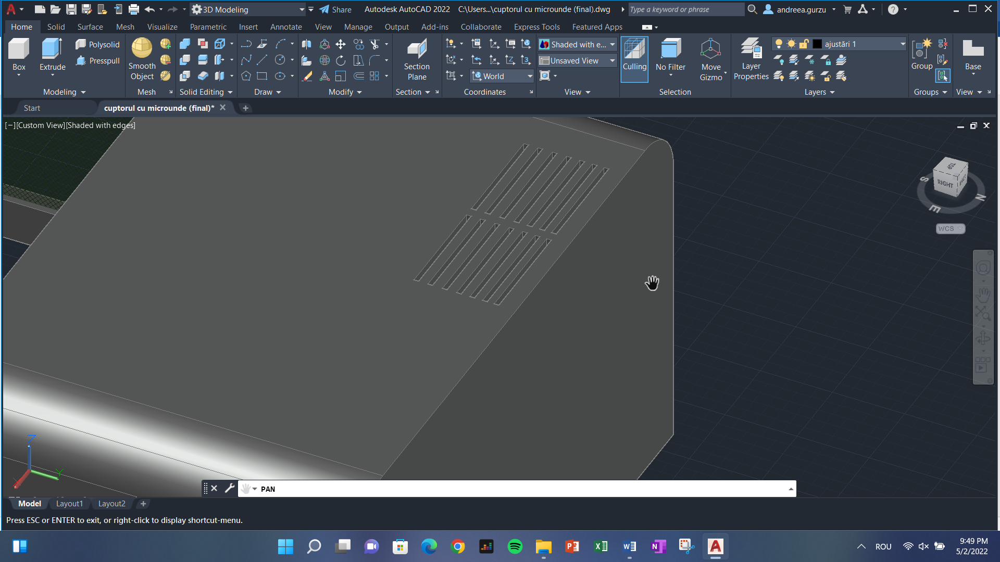 3D Modeling Share Autodesk AutoCAD 2022 C:\Users...\cuptorul cu microunde (final).dwg Type a keyword or phrase andreea.gurzu
Home Solid Surface Mesh Visualize Parametric Insert Annotate View Manage Output Add-ins Collaborate Express Tools Featured Apps
Box
Extrude
Polysolid
Presspull
Smooth
Object
Section
Plane
World
Shaded with e...
Unsaved View
Culling
No Filter
Move
Gizmo
Layer
Properties
ajustări 1
Group
Base
Modeling Mesh Solid Editing Draw Modify Section Coordinates View Selection Layers Groups View
Start cuptorul cu microunde (final)*
[−][Custom View][Shaded with edges]
TOP
RIGHT
S
N
E
WCS
Z
Y
X
PAN
Model Layout1 Layout2
Press ESC or ENTER to exit, or right-click to display shortcut-menu.
ROU
9:49 PM
5/2/2022